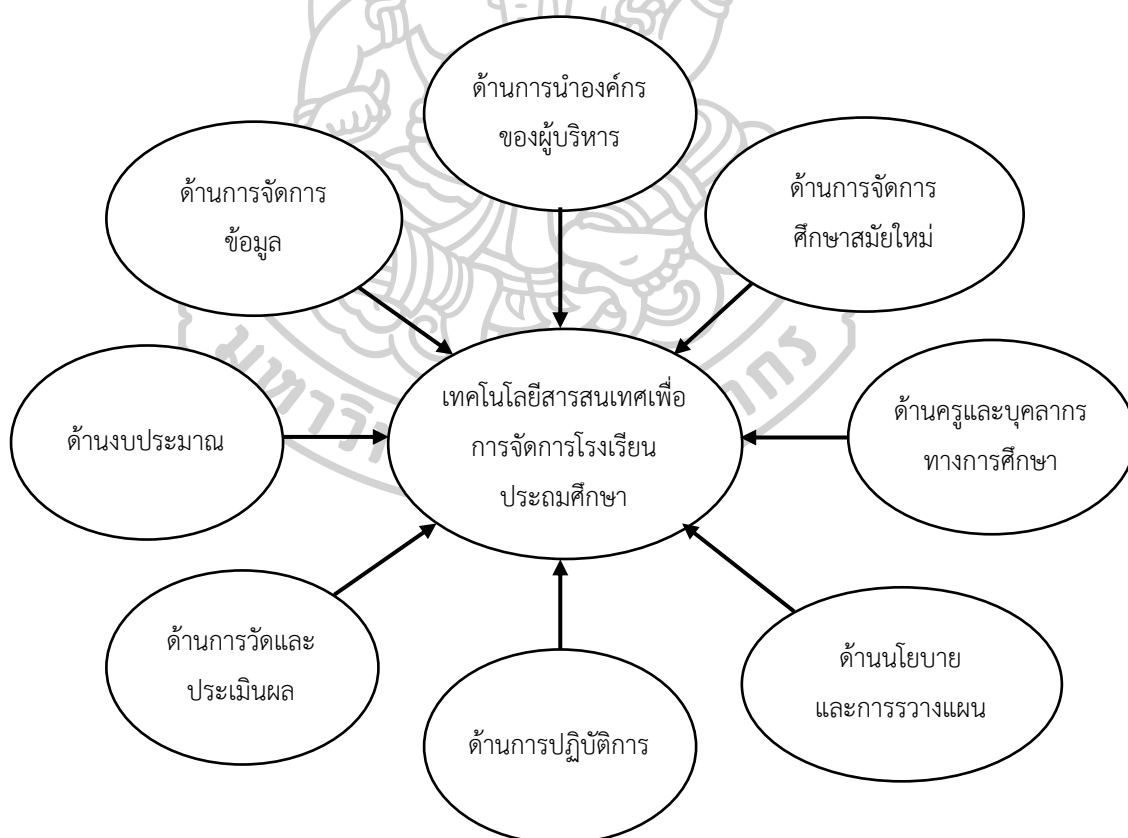 ด้านการนำองค์กร
ของผู้บริหาร
ด้านการจัดการ
ข้อมูล
ด้านการจัดการ
ศึกษาสมัยใหม่
เทคโนโลยีสารสนเทศเพื่อ
การจัดการโรงเรียน
ประถมศึกษา
ด้านงบประมาณ
ด้านครูและบุคลากร
ทางการศึกษา
ด้านการวัดและ
ประเมินผล
ด้านนโยบาย
และการรวางแผน
ด้านการปฏิบัติการ